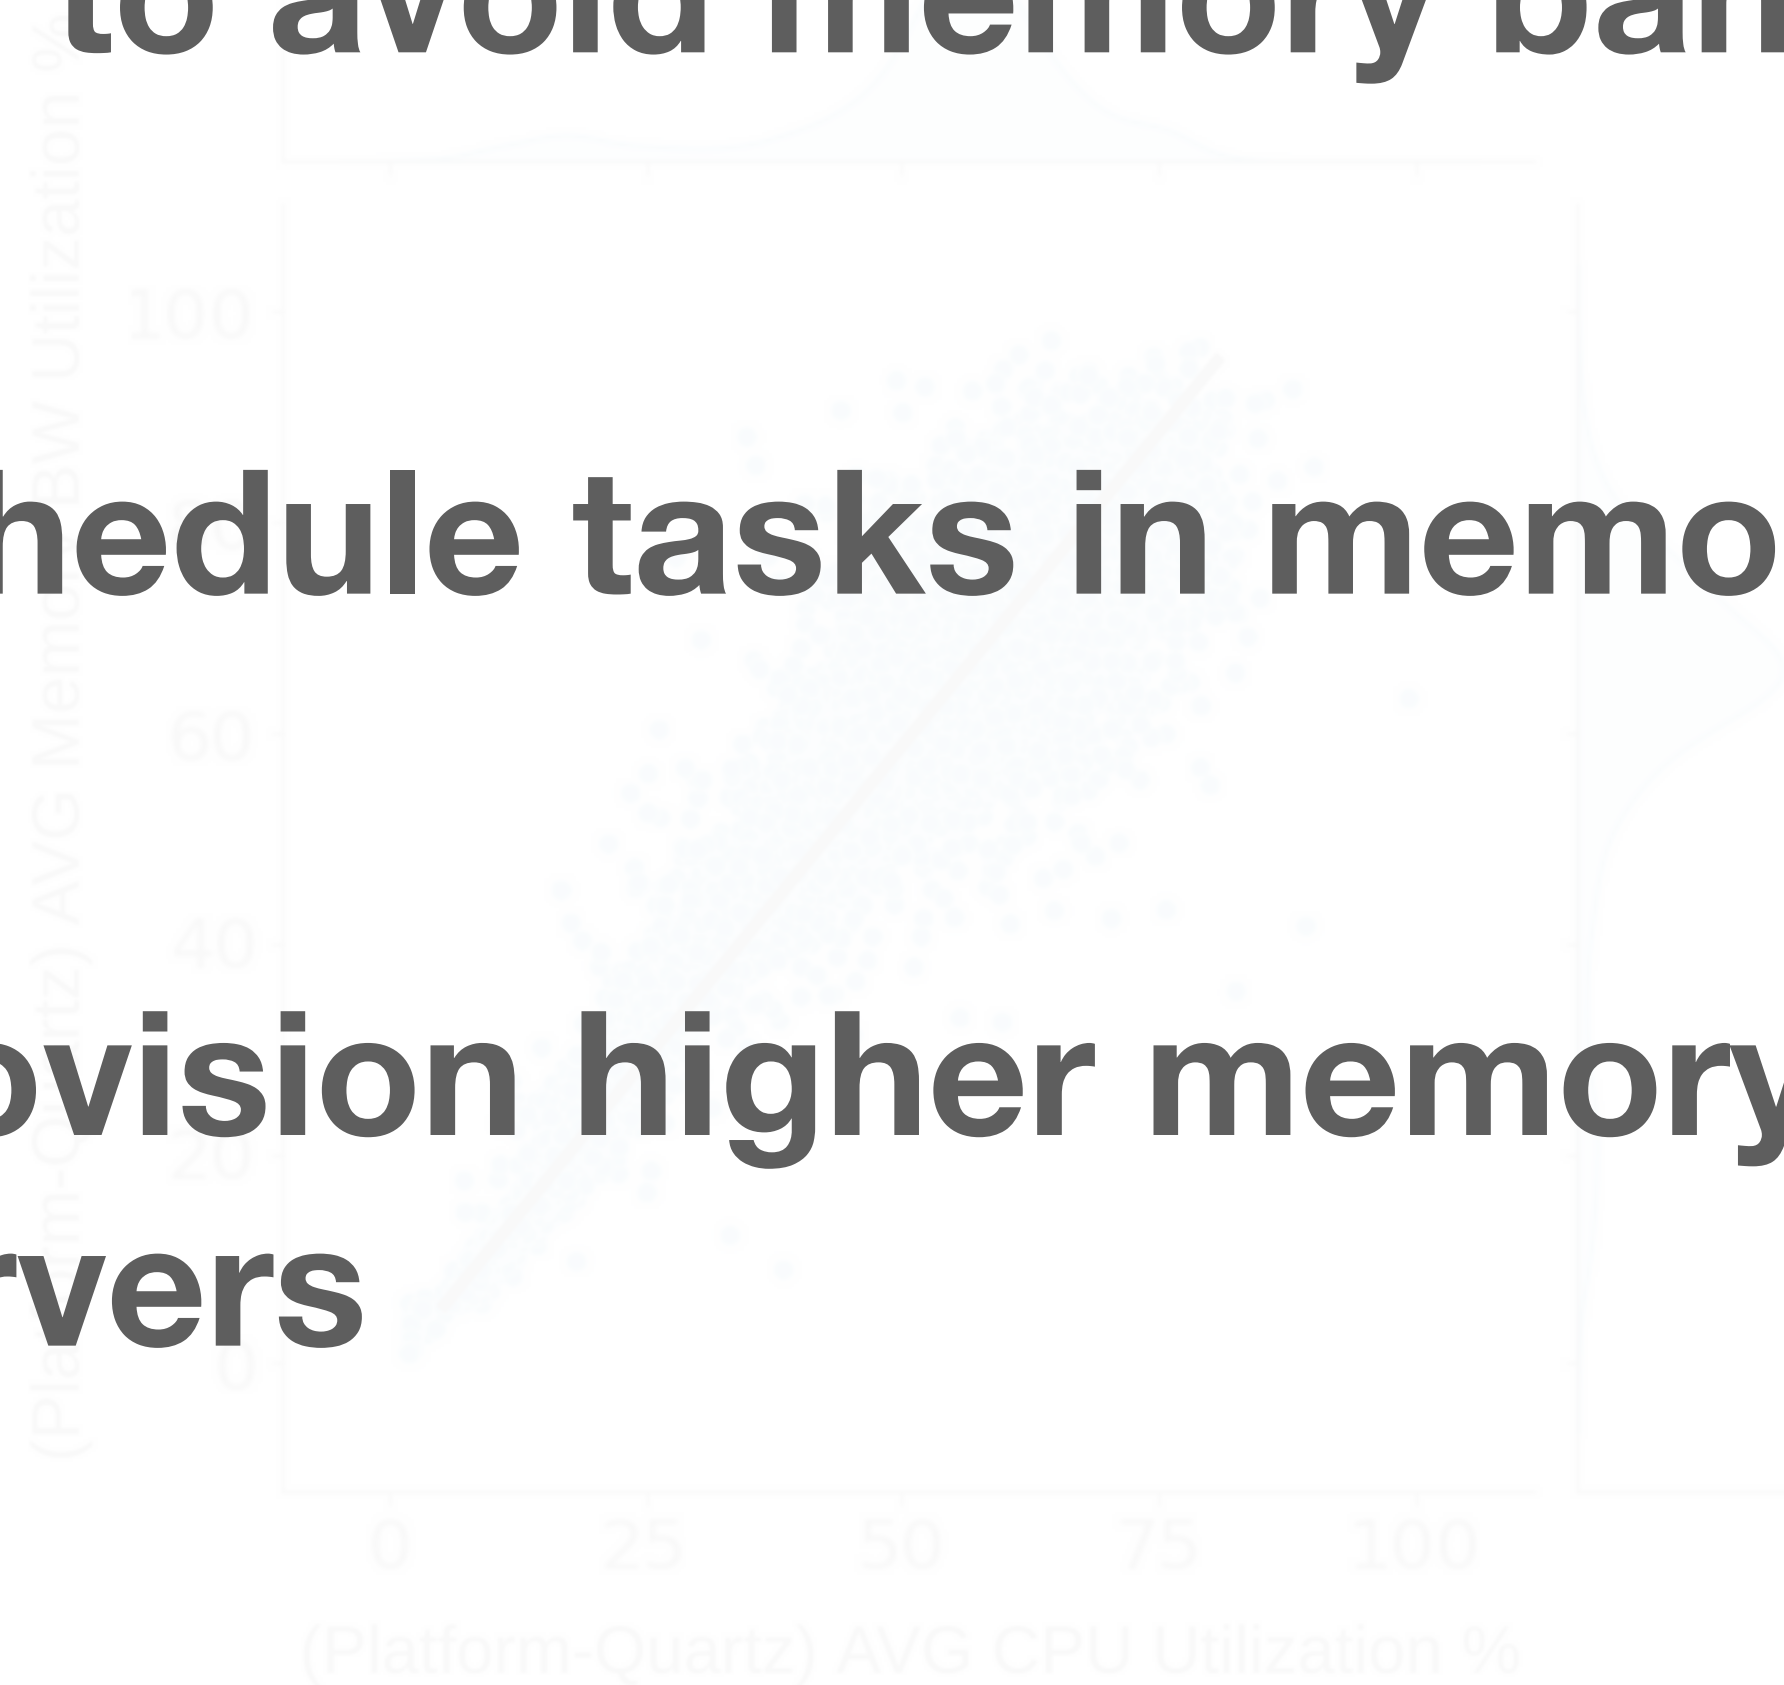 to avoid memory ban
hedule tasks in memo
ovision higher memory
rvers
(Platform-Quartz) AVG Memory BW Utilization %
100
60
40
20
0
0 25 50 75 100
(Platform-Quartz) AVG CPU Utilization %